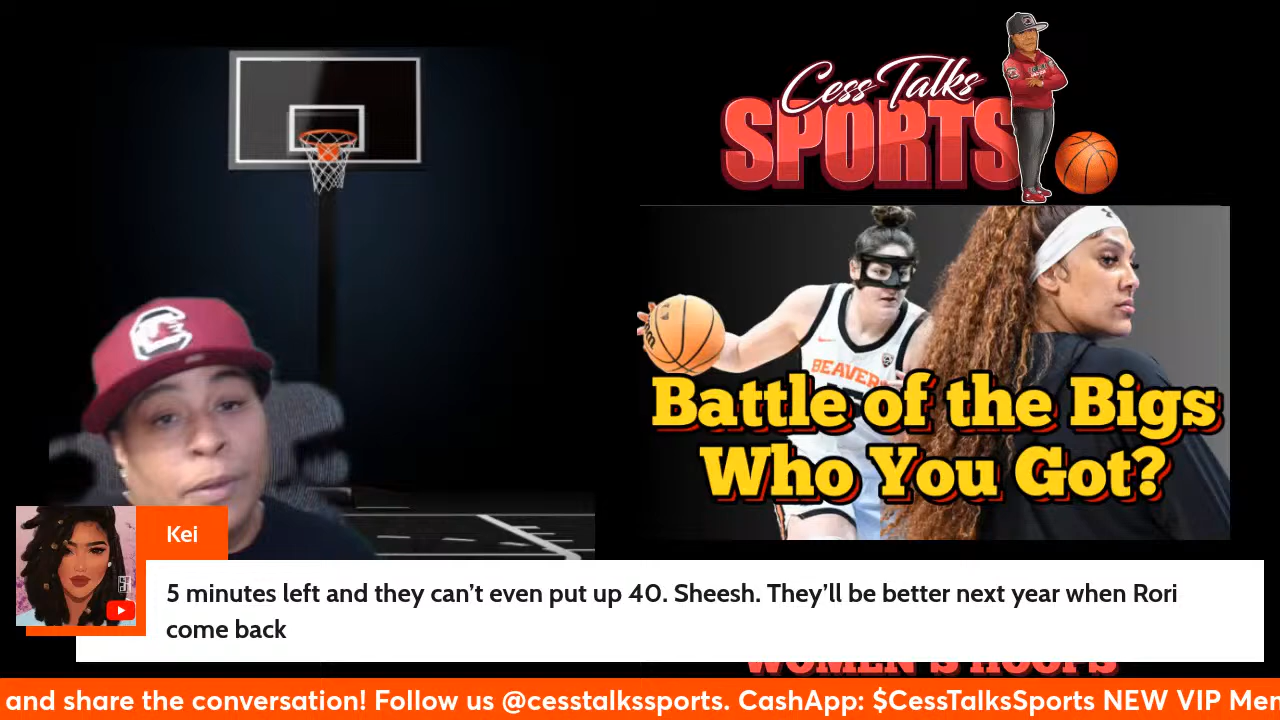 Cess Talks
SPORTS
BEAVERS
Battle of the Bigs
Who You Got?
Kei
5 minutes left and they can't even put up 40. Sheesh. They'll be better next year when Rori
come back
WOMEN'S HOOPS
and share the conversation! Follow us @cesstalkssports. CashApp: $CessTalksSports NEW VIP Mem